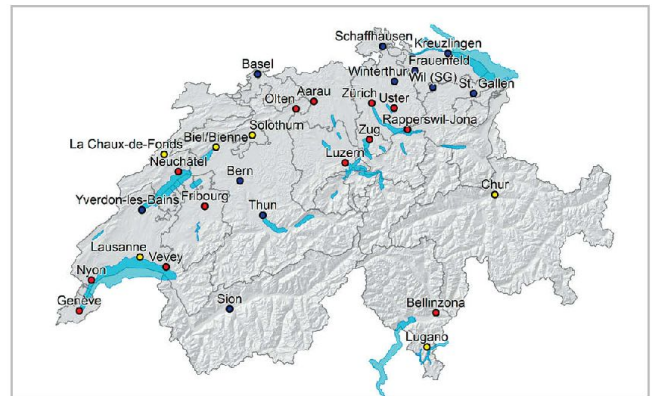 Schaffhausen
Kreuzlingen
Frauenfeld
Basel
Winterthur
Wil (SG)
St. Gallen
Aarau
Zürich
Uster
Olten
Rapperswil-Jona
Solothurn
Zug
Biel/Bienne
La Chaux-de-Fonds
Luzern
Neuchâtel
Bern
Chur
Yverdon-les-Bains
Fribourg
Thun
Lausanne
Vevey
Nyon
Genève
Sion
Bellinzona
Lugano